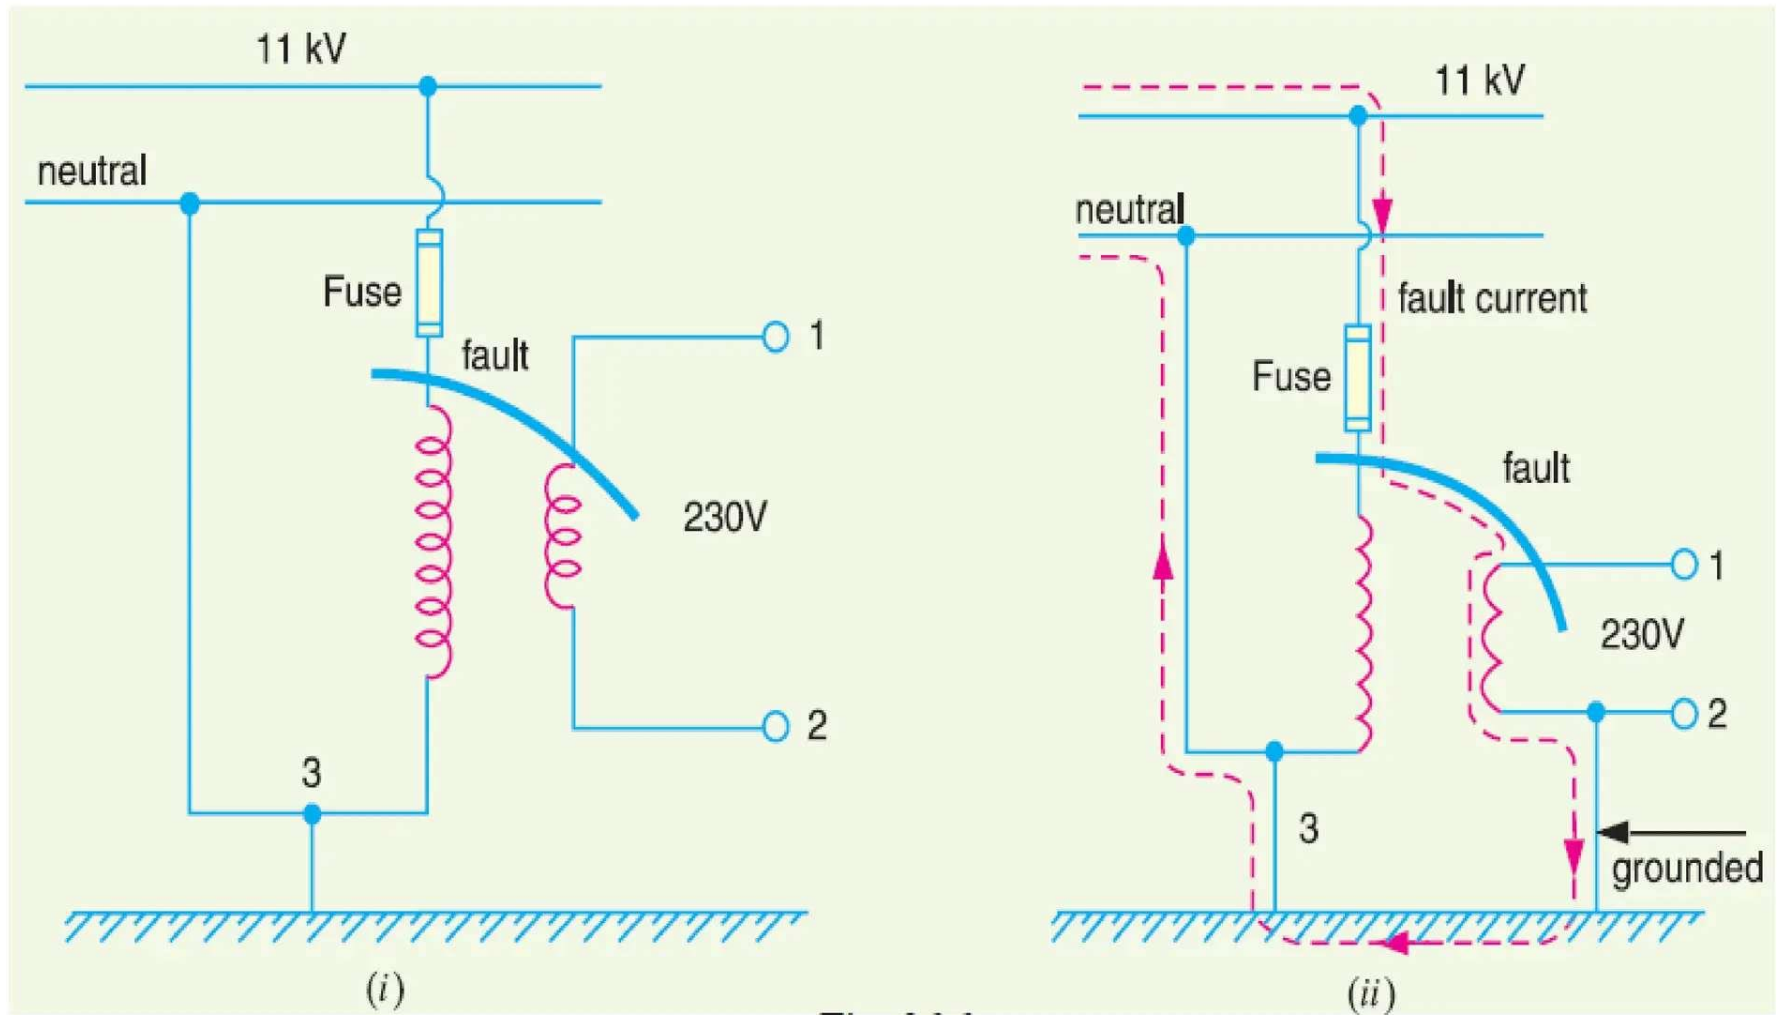 11 kV
neutral
Fuse
fault
1
230V
2
3
(i)
11 kV
neutral
fault current
Fuse
fault
1
230V
2
3
grounded
(ii)